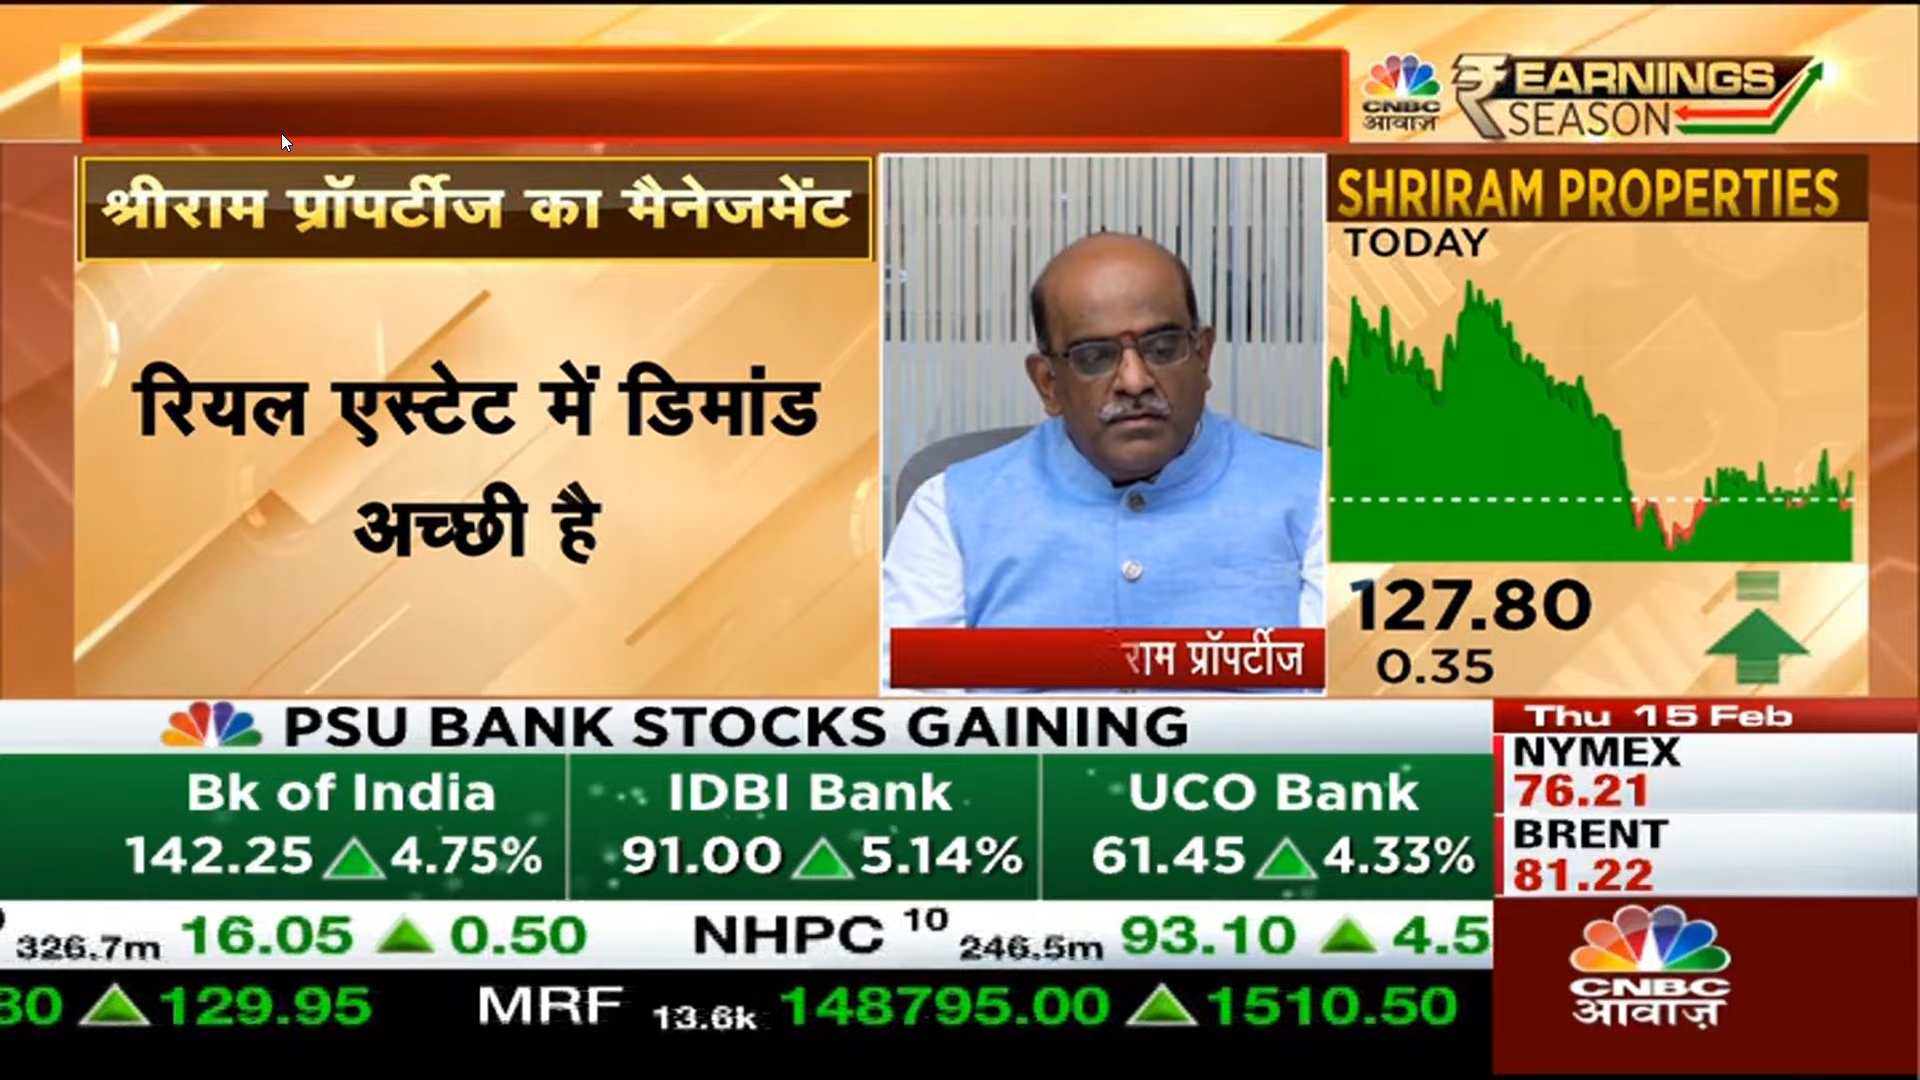 CNBC
आवाज़
₹ EARNINGS
SEASON
श्रीराम प्रॉपर्टीज का मैनेजमेंट
रियल एस्टेट में डिमांड
अच्छी है
राम प्रॉपर्टीज
SHRIRAM PROPERTIES
TODAY
127.80
0.35
PSU BANK STOCKS GAINING
Bk of India
142.25 ▲ 4.75%
IDBI Bank
91.00 ▲ 5.14%
UCO Bank
61.45 ▲ 4.33%
Thu 15 Feb
NYMEX
76.21
BRENT
81.22
326.7m 16.05 ▲ 0.50 NHPC 10 246.5m 93.10 ▲ 4.5
80 ▲ 129.95 MRF 13.6k 148795.00 ▲ 1510.50
CNBC
आवाज़